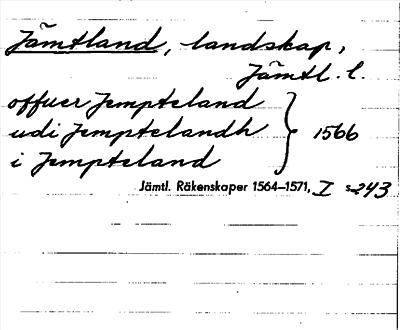 Jämtland, landskap,
Jämtl. l.
offuer Jempteland
udi Jemptelandh } 1566
i Jempteland
Jämtl. Räkenskaper 1564–1571, I s. 243